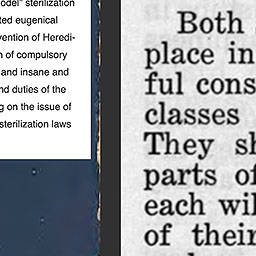 odel" sterilization
ted eugenical
vention of Heredi-
n of compulsory
and insane and
nd duties of the
g on the issue of
sterilization laws
Both
place in
ful cons
classes
They sh
parts of
each wil
of their